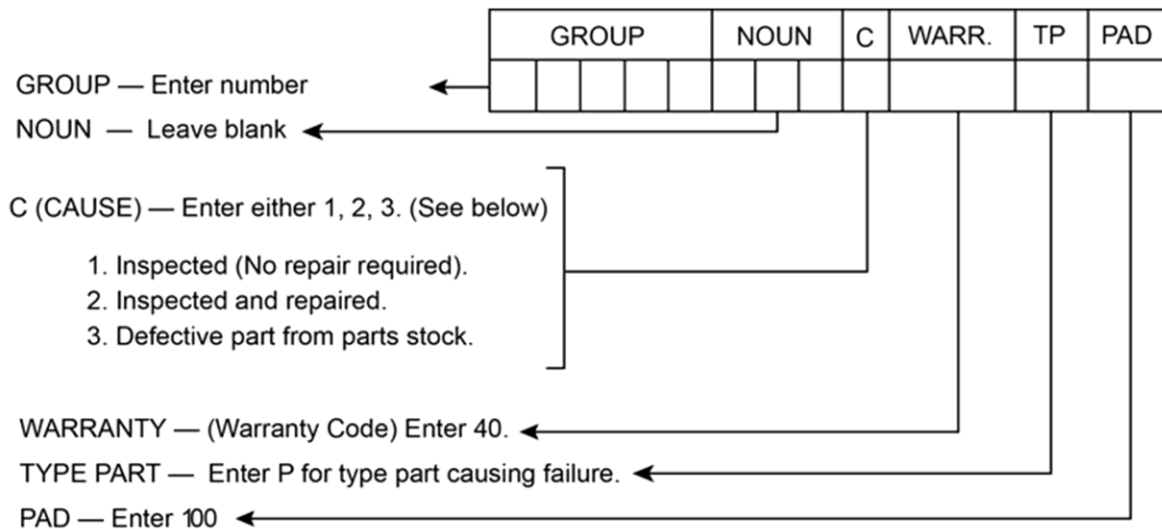 GROUP NOUN C WARR. TP PAD
GROUP — Enter number
NOUN — Leave blank
C (CAUSE) — Enter either 1, 2, 3. (See below)
1. Inspected (No repair required).
2. Inspected and repaired.
3. Defective part from parts stock.
WARRANTY — (Warranty Code) Enter 40.
TYPE PART — Enter P for type part causing failure.
PAD — Enter 100